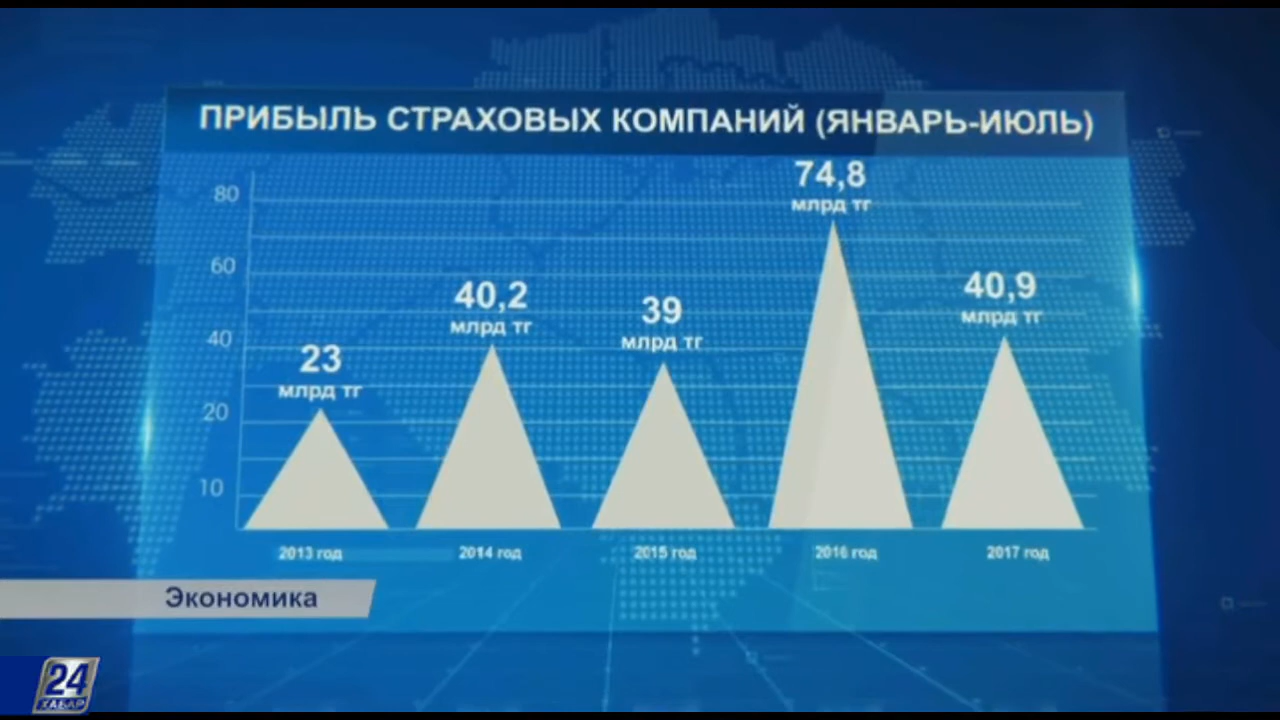 ПРИБЫЛЬ СТРАХОВЫХ КОМПАНИЙ (ЯНВАРЬ-ИЮЛЬ)
80
60
40
20
10
23
млрд тг
40,2
млрд тг
39
млрд тг
74,8
млрд тг
40,9
млрд тг
2013 год
2014 год
2015 год
2016 год
2017 год
Экономика
24
ХАБАР